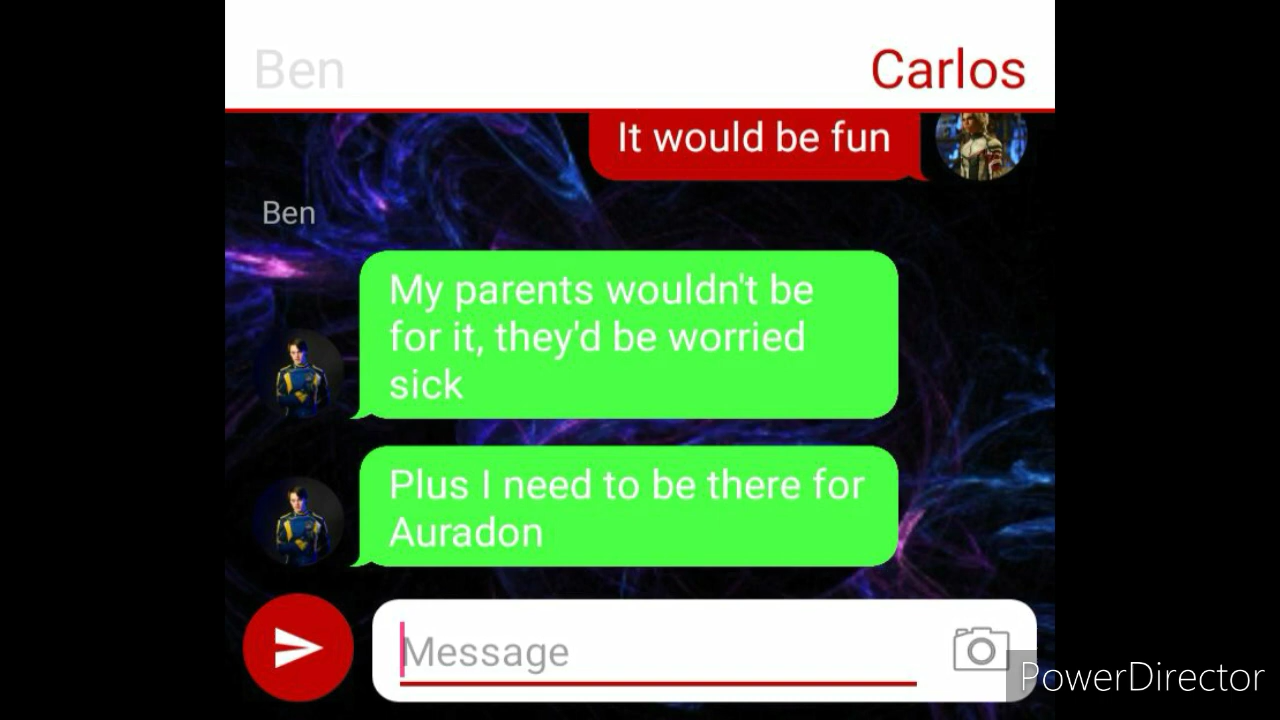 Ben
Carlos
It would be fun
Ben
My parents wouldn't be
for it, they'd be worried
sick
Plus I need to be there for
Auradon
Message
PowerDirector